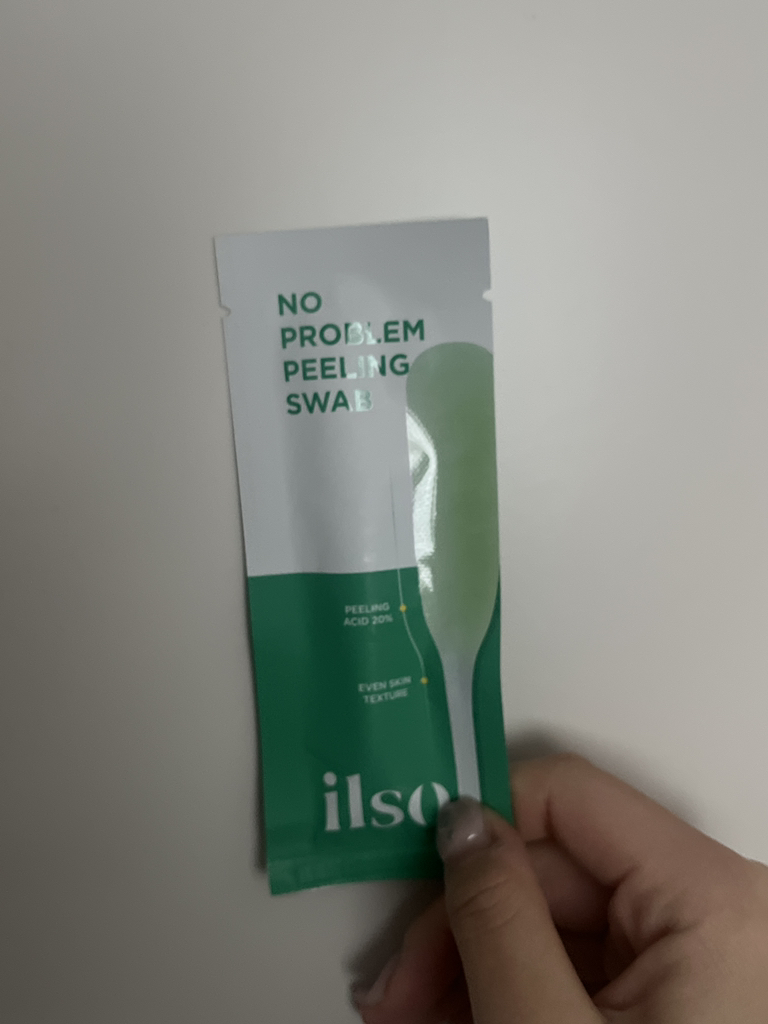 NO
PROBLEM
PEELING
SWAB
PEELING
ACID 20%
EVEN SKIN
TEXTURE
ilso